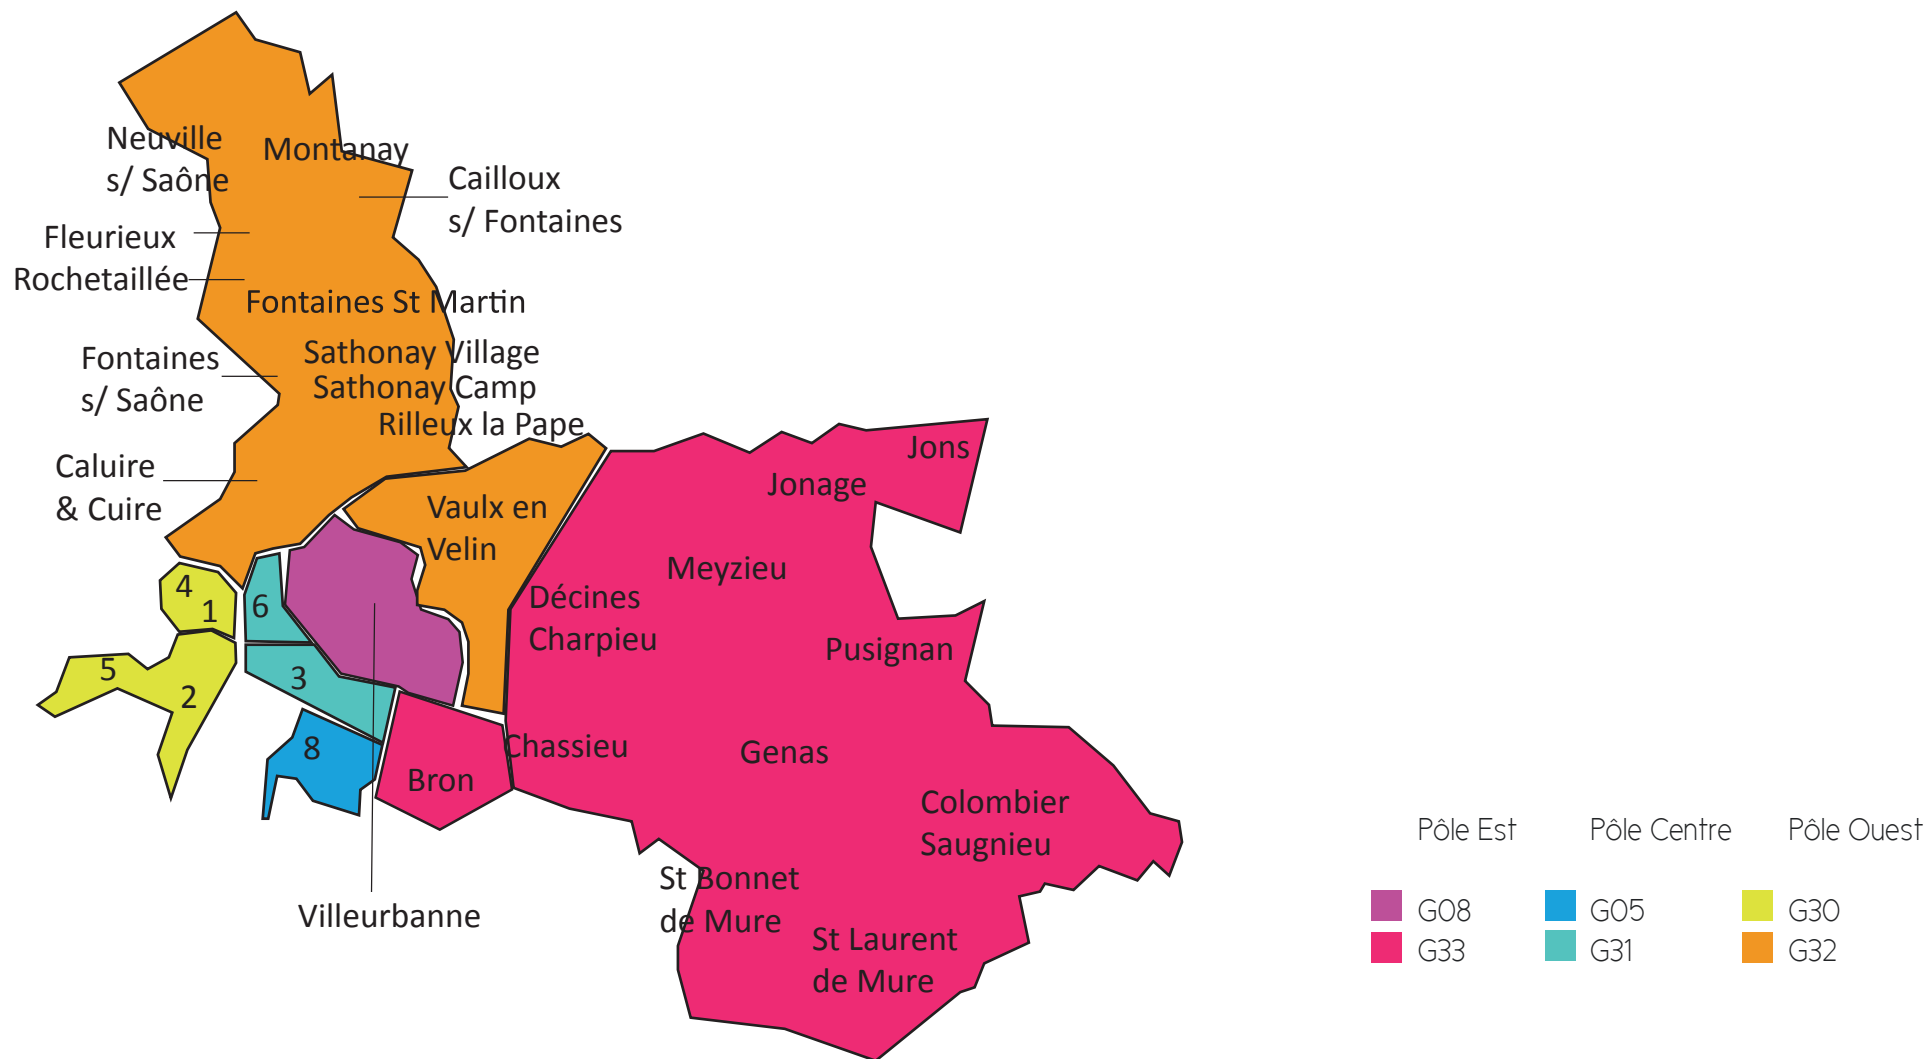 Neuville
s/ Saône
Montanay
Cailloux
s/ Fontaines
Fleurieux
Rochetaillée
Fontaines St Martin
Fontaines
s/ Saône
Sathonay Village
Sathonay Camp
Rilleux la Pape
Caluire
& Cuire
Vaulx en
Velin
Jons
Jonage
Meyzieu
Décines
Charpieu
Pusignan
4
1
6
5
2
3
8
Bron
Chassieu
Genas
Colombier
Saugnieu
St Bonnet
de Mure
St Laurent
de Mure
Villeurbanne
Pôle Est
Pôle Centre
Pôle Ouest
G08
G05
G30
G33
G31
G32